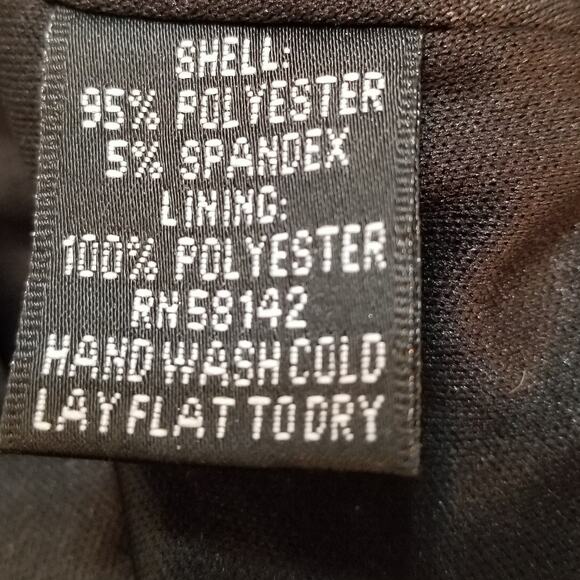 SHELL:
95% POLYESTER
5% SPANDEX
LINING:
100% POLYESTER
RN58142
HAND WASH COLD
LAY FLAT TO DRY